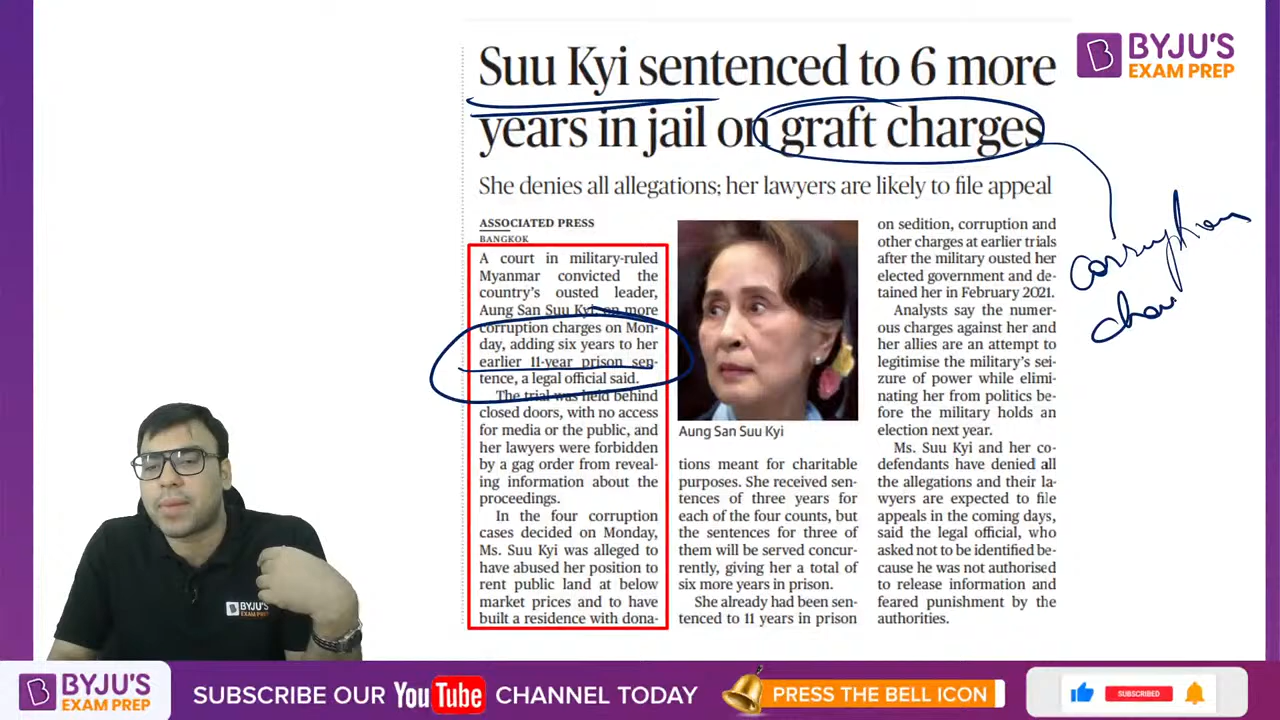 Suu Kyi sentenced to 6 more
years in jail on graft charges
She denies all allegations; her lawyers are likely to file appeal
ASSOCIATED PRESS
BANGKOK
A court in military-ruled
Myanmar convicted the
country's ousted leader,
Aung San Suu Kyi, on more
corruption charges on Mon-
day, adding six years to her
earlier 11-year prison sen-
tence, a legal official said.
The trial was held behind
closed doors, with no access
for media or the public, and
her lawyers were forbidden
by a gag order from reveal-
ing information about the
proceedings.
In the four corruption
cases decided on Monday,
Ms. Suu Kyi was alleged to
have abused her position to
rent public land at below
market prices and to have
built a residence with dona-
Aung San Suu Kyi
tions meant for charitable
purposes. She received sen-
tences of three years for
each of the four counts, but
the sentences for three of
them will be served concur-
rently, giving her a total of
six more years in prison.
She already had been sen-
tenced to 11 years in prison
on sedition, corruption and
other charges at earlier trials
after the military ousted her
elected government and de-
tained her in February 2021.
Analysts say the numer-
ous charges against her and
her allies are an attempt to
legitimise the military's sei-
zure of power while elimi-
nating her from politics be-
fore the military holds an
election next year.
Ms. Suu Kyi and her co-
defendants have denied all
the allegations and their la-
wyers are expected to file
appeals in the coming days,
said the legal official, who
asked not to be identified be-
cause he was not authorised
to release information and
feared punishment by the
authorities.
corruption
BYJU'S
EXAM PREP
BYJU'S
EXAM PREP
BYJU'S
EXAM PREP
SUBSCRIBE OUR YouTube CHANNEL TODAY
PRESS THE BELL ICON
SUBSCRIBED